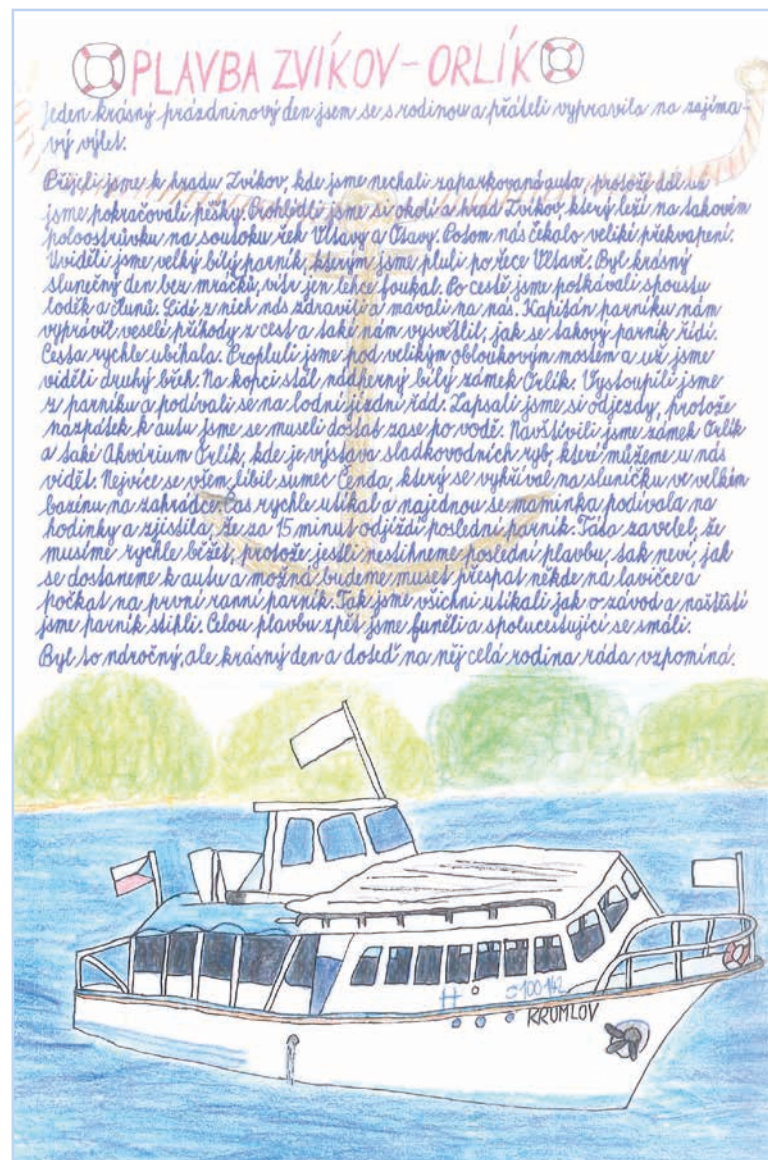 PLAVBA ZVÍKOV-ORLÍK
Jeden krásný prázdninový den jsem se s rodinou a přáteli vypravila na zajíma-
vý výlet.
Přijeli jsme k hradu Zvíkov, kde jsme nechali zaparkovaná auta, protože dál už
jsme pokračovali pěšky. Prohlédli jsme si okolí a hrad Zvíkov, který leží na takovém
poloostrůvku na soutoku řek Vltavy a Otavy. Potom nás čekalo veliké překvapení.
Uviděli jsme velký bílý parník, kterým jsme pluli po řece Vltavě. Byl krásný
slunečný den bez mráčků, vítr jen lehce foukal. Po cestě jsme potkávali spoustu
loděk a člunů. Lidé z nich nás zdravili a mávali na nás. Kapitán parníku nám
vyprávěl veselé příhody z cest a také nám vysvětlil, jak se takový parník řídí.
Cesta rychle ubíhala. Propluli jsme pod velikým obloukovým mostem a už jsme
viděli druhý břeh. Na kopci stál nádherný bílý zámek Orlík. Vystoupili jsme
z parníku a podívali se na lodní jízdní řád. Zapsali jsme si odjezdy, protože
nazpátek k autu jsme se museli dostat zase po vodě. Navštívili jsme zámek Orlík
a také Akvárium Orlík, kde je výstava sladkovodních ryb, které můžeme u nás
vidět. Nejvíce se všem líbil sumec Čenda, který se vyhříval na sluníčku ve velkém
bazénu na zahrádce. Čas rychle utíkal a najednou se maminka podívala na
hodinky a zjistila, že za 15 minut odjíždí poslední parník. Táta zavelel, že
musíme rychle běžet, protože jestli nestihneme poslední plavbu, tak neví, jak
se dostaneme k autu a možná budeme muset přespat někde na lavičce a
počkat na první ranní parník. Tak jsme všichni utíkali jak o závod a naštěstí
jsme parník stihli. Celou plavbu zpět jsme funěli a spolucestující se smáli.
Byl to náročný, ale krásný den a doteď na něj celá rodina ráda vzpomíná.
100142
KRUMLOV